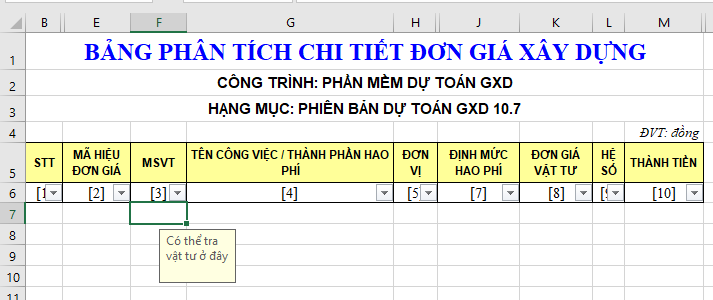 B E F G H J K L M
1 BẢNG PHÂN TÍCH CHI TIẾT ĐƠN GIÁ XÂY DỰNG
2 CÔNG TRÌNH: PHẦN MỀM DỰ TOÁN GXD
3 HẠNG MỤC: PHIÊN BẢN DỰ TOÁN GXD 10.7
4 ĐVT: đồng
5 STT MÃ HIỆU ĐƠN GIÁ MSVT TÊN CÔNG VIỆC / THÀNH PHẦN HAO PHÍ ĐƠN VỊ ĐỊNH MỨC HAO PHÍ ĐƠN GIÁ VẬT TƯ HỆ SỐ THÀNH TIỀN
6 [1 [2] [3] [4] [5 [7] [8] [9 [10]
7
8 Có thể tra
9 vật tư ở đây
10
11